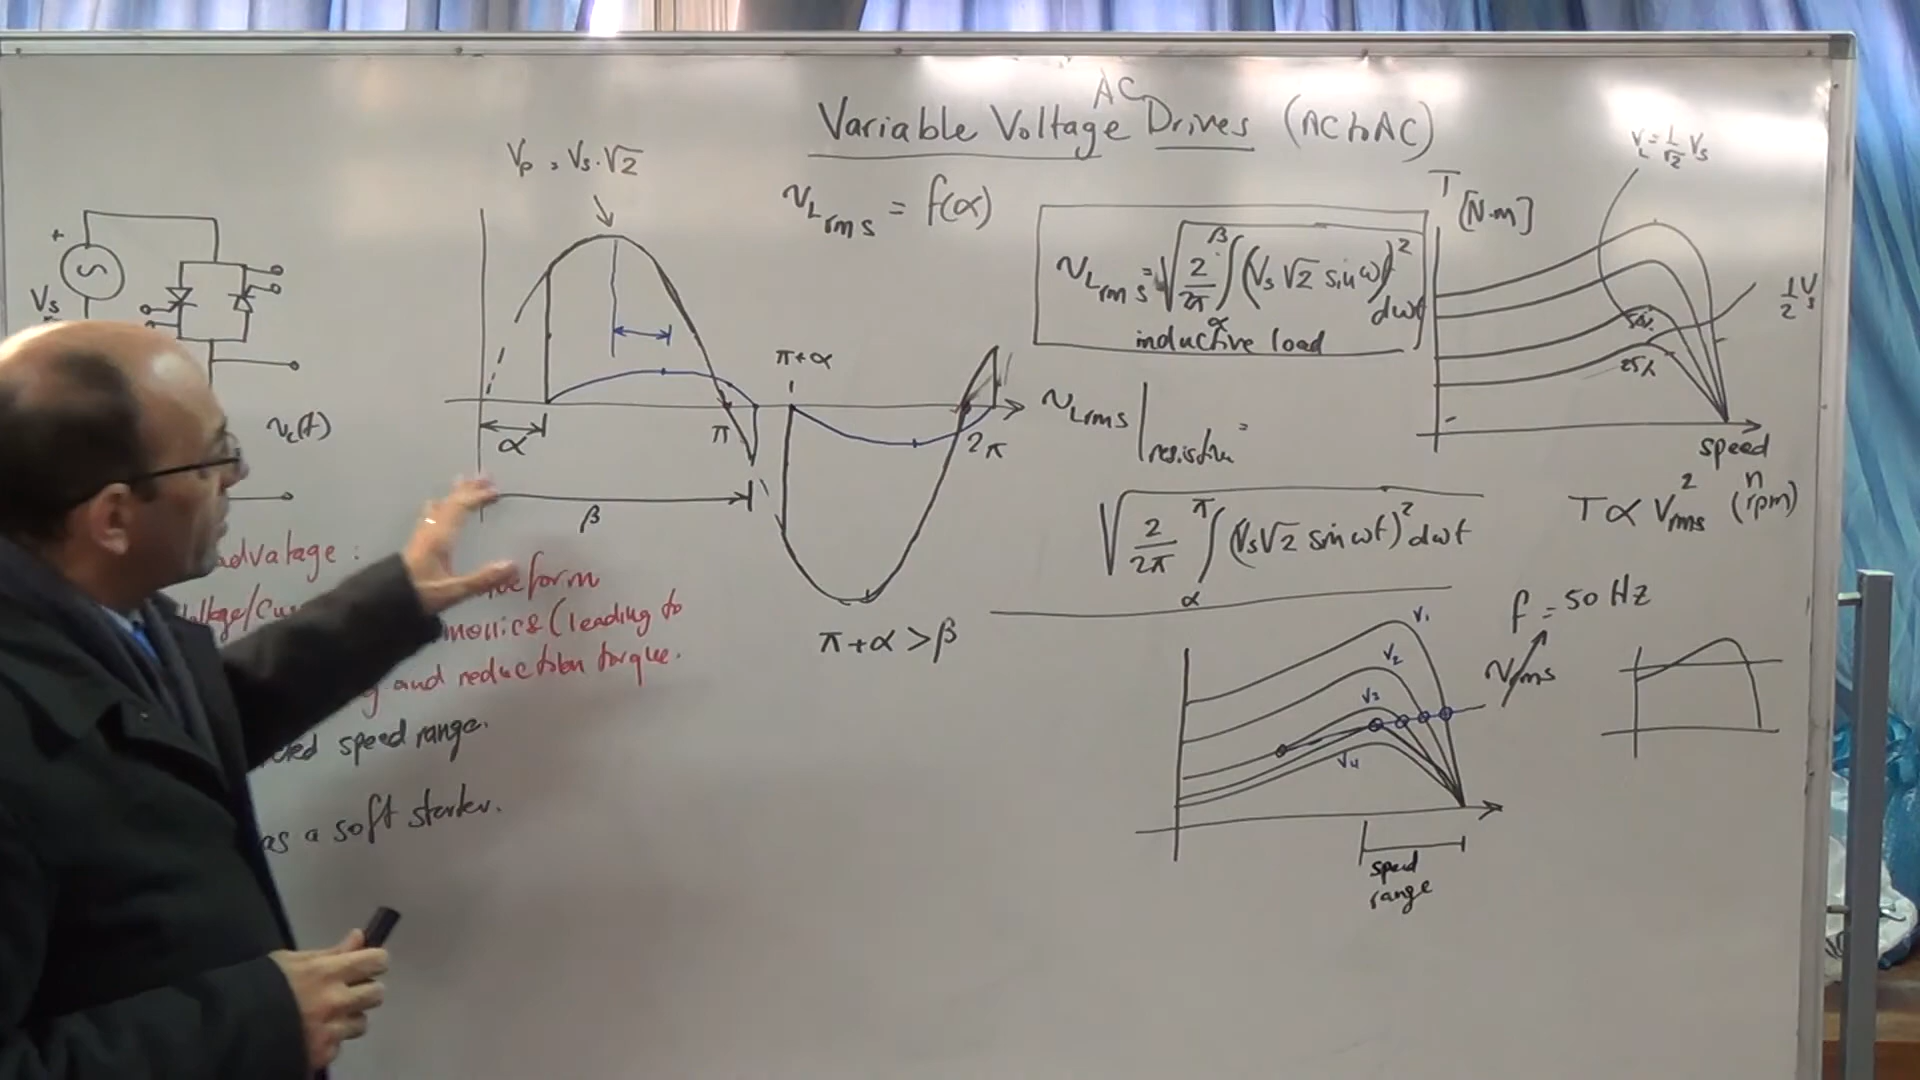 Variable Voltage AC Drives (AC to AC)
Vp = Vs.√2
vLrms = f(α)
+
Vs
vL(t)
α
β
π
π+α
2π
π+α>β
vLrms = √ 2/2π ∫αβ (Vs √2 sin ωt)² dωt
inductive load
vLrms | resistive =
√ 2/2π ∫απ (Vs√2 sin ωt)² dωt
T [N.m]
VL = 1/√2 Vs
1/2 Vs
50%
25%
speed
n (rpm)
T ∝ V²rms
f = 50 Hz
Vrms
V1
V2
V3
V4
speed
range
advatage :
monics (leading to
and reduction torque.
speed range.
as a soft starter.